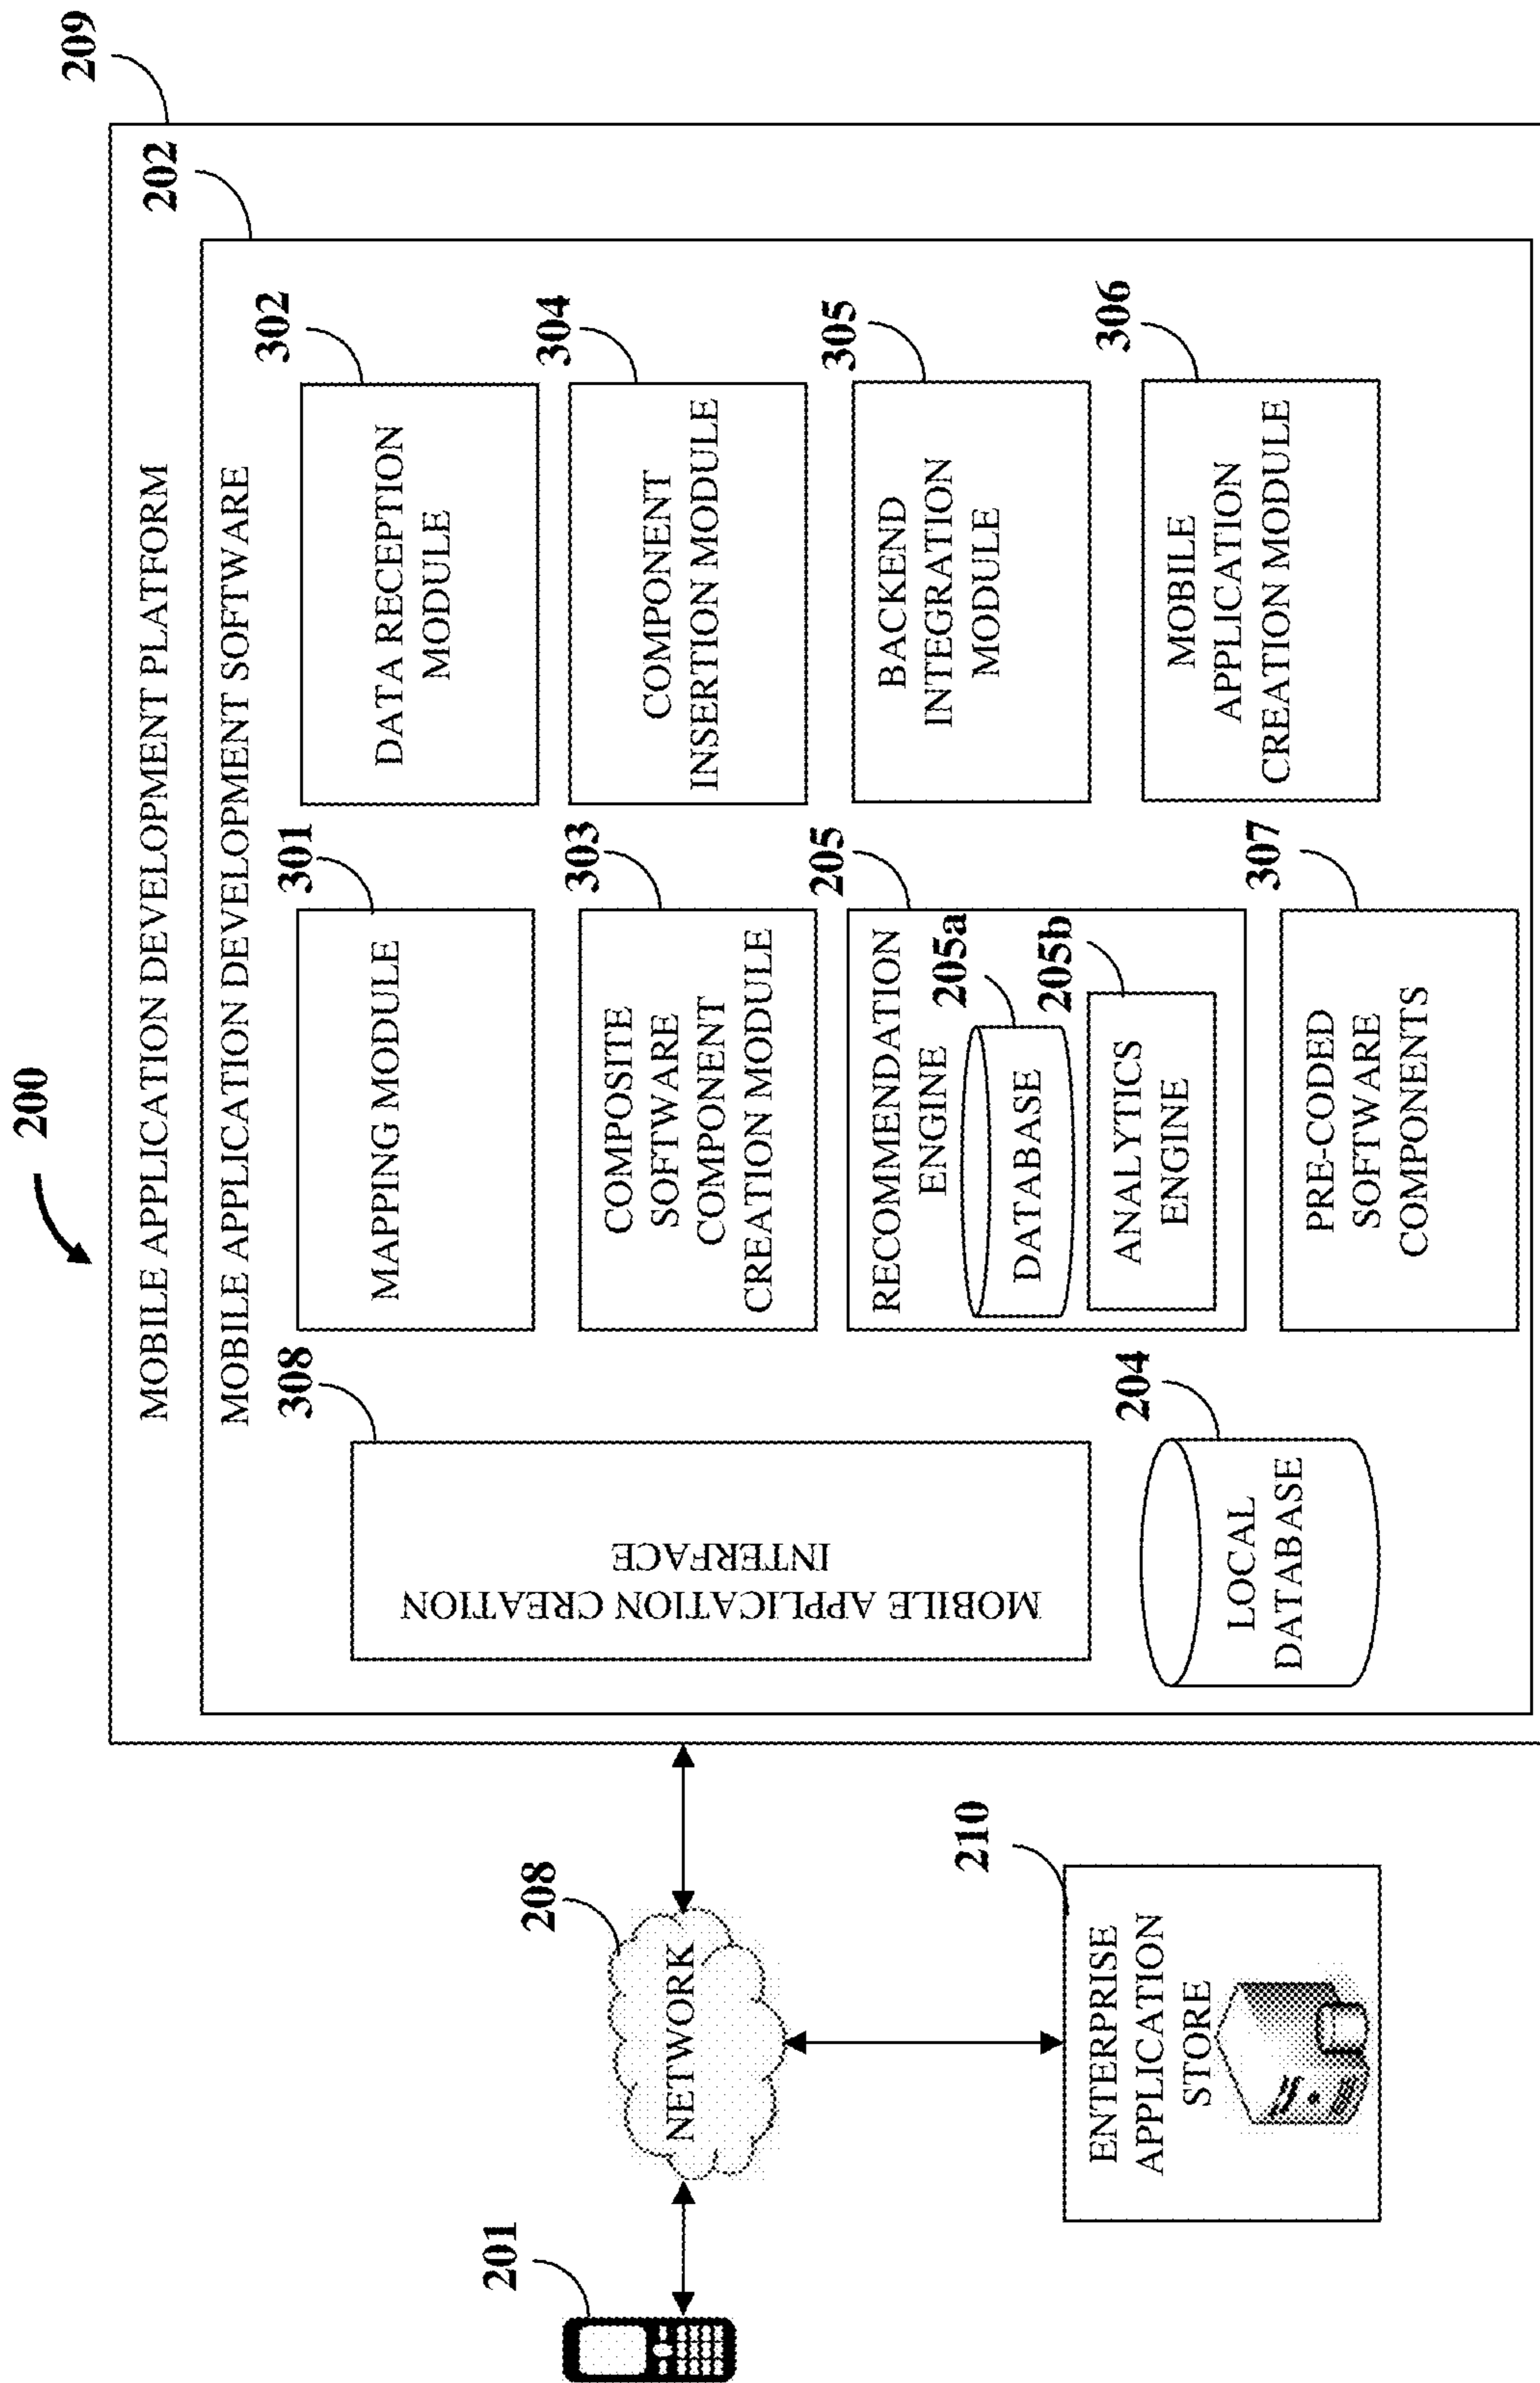 200
209
MOBILE APPLICATION DEVELOPMENT PLATFORM
202
MOBILE APPLICATION DEVELOPMENT SOFTWARE
308
MOBILE APPLICATION CREATION
INTERFACE
301
MAPPING MODULE
302
DATA RECEPTION
MODULE
303
COMPOSITE
SOFTWARE
COMPONENT
CREATION MODULE
304
COMPONENT
INSERTION MODULE
205
RECOMMENDATION
ENGINE
205a
DATABASE
205b
ANALYTICS
ENGINE
305
BACKEND
INTEGRATION
MODULE
204
LOCAL
DATABASE
307
PRE-CODED
SOFTWARE
COMPONENTS
306
MOBILE
APPLICATION
CREATION MODULE
201
208
NETWORK
210
ENTERPRISE
APPLICATION
STORE